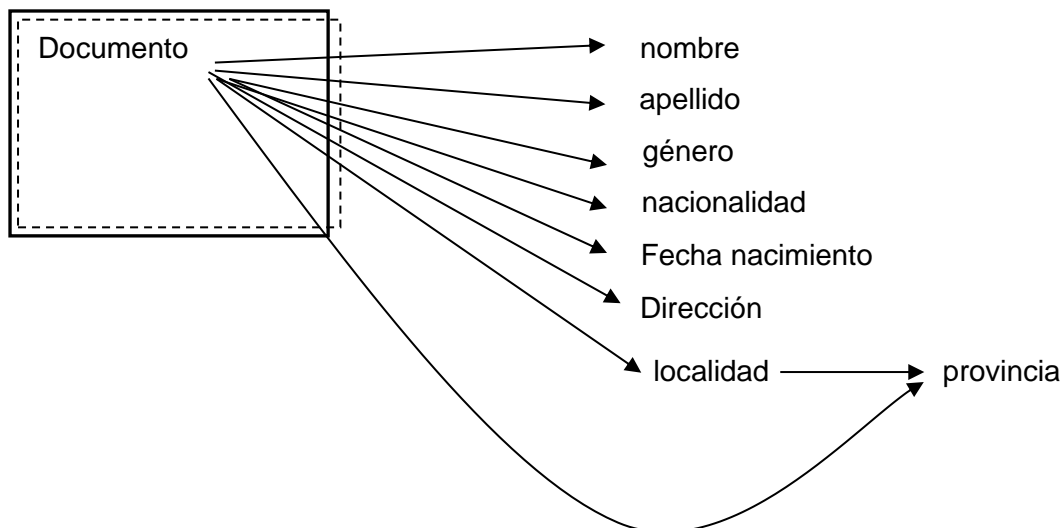 Documento
nombre
apellido
género
nacionalidad
Fecha nacimiento
Dirección
localidad
provincia